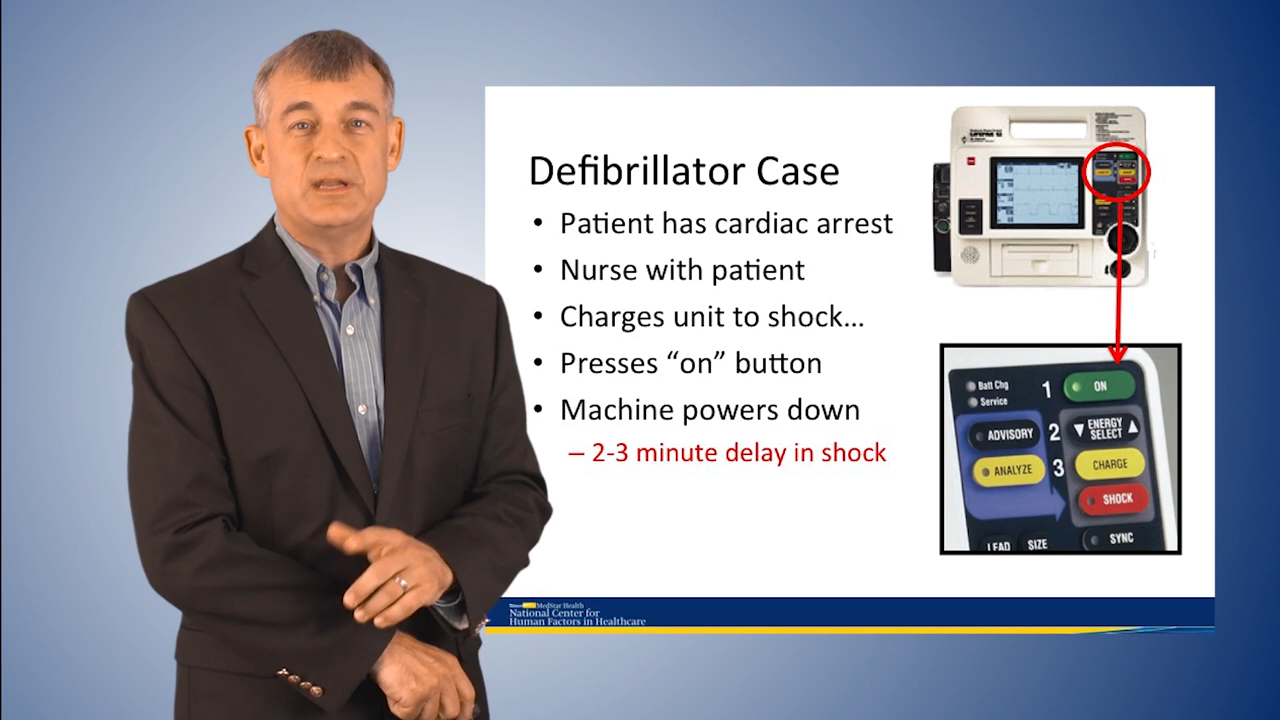 Defibrillator Case
• Patient has cardiac arrest
• Nurse with patient
• Charges unit to shock…
• Presses “on” button
• Machine powers down
– 2-3 minute delay in shock
LIFEPAK 12
Batt Chg
Service
1
ON
ADVISORY
2
ENERGY
SELECT
ANALYZE
3
CHARGE
SHOCK
LEAD
SIZE
SYNC
MedStar Health
National Center for
Human Factors in Healthcare